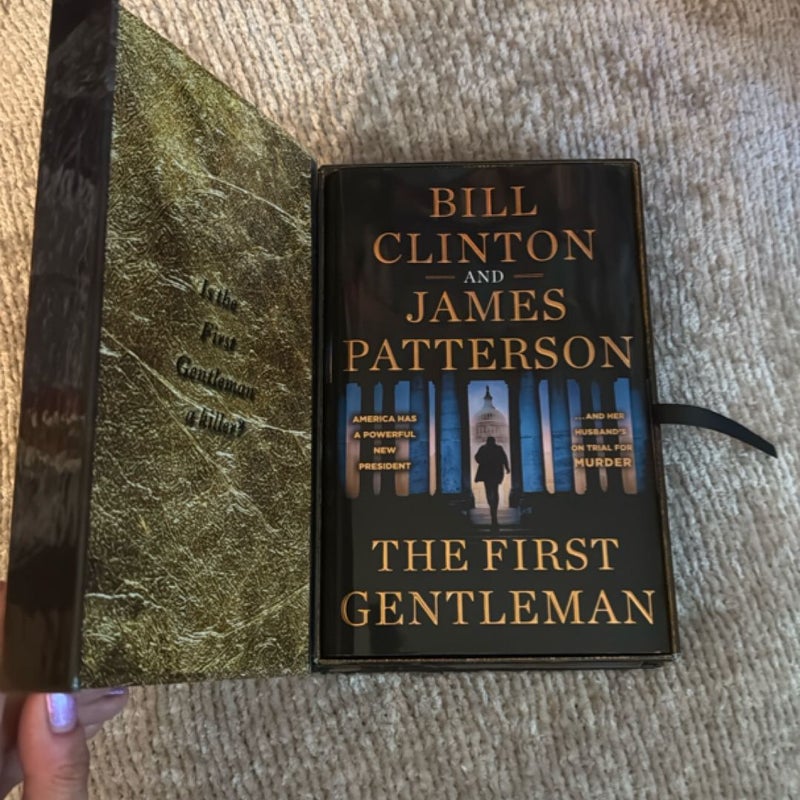 Is the
First
Gentleman
a killer?
BILL
CLINTON
AND
JAMES
PATTERSON
AMERICA HAS
A POWERFUL
NEW
PRESIDENT
...AND HER
HUSBAND'S
ON TRIAL FOR
MURDER
THE FIRST
GENTLEMAN